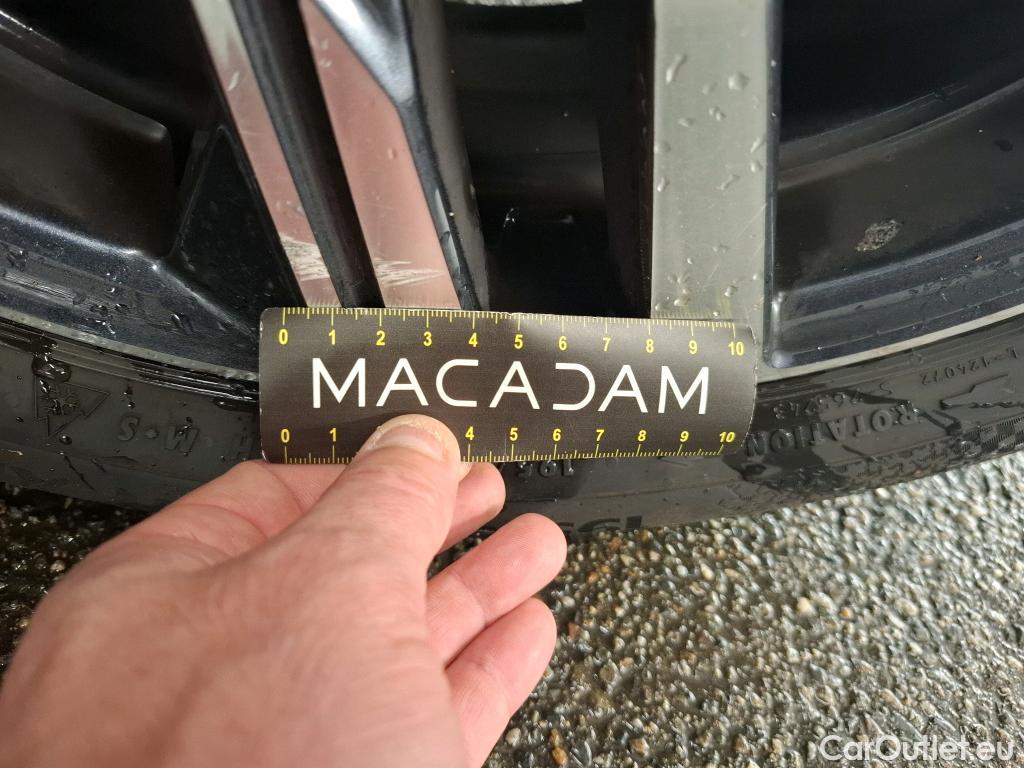 0 1 2 3 4 5 6 7 8 9 10
MACADAM
0 1 4 5 6 7 8 9 10
M•S
ROTATION
CarOutlet.eu